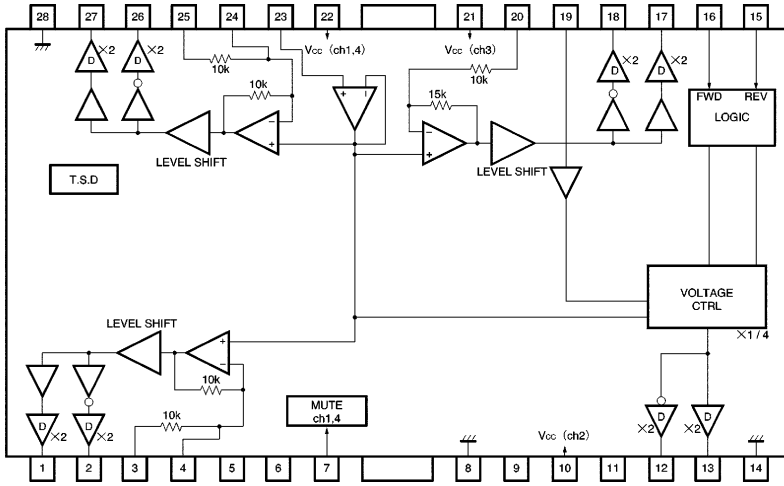 28 27 26 25 24 23 22 21 20 19 18 17 16 15
×2 ×2 Vcc (ch1,4) Vcc (ch3) ×2 ×2
D D 10k 10k D D
10k 15k FWD REV
+ − LOGIC
− −
+ +
LEVEL SHIFT LEVEL SHIFT
T.S.D
VOLTAGE
CTRL
×1 / 4
LEVEL SHIFT
+
−
10k
MUTE
ch1,4
10k
D ×2 D ×2 Vcc (ch2) ×2 D ×2 D
1 2 3 4 5 6 7 8 9 10 11 12 13 14